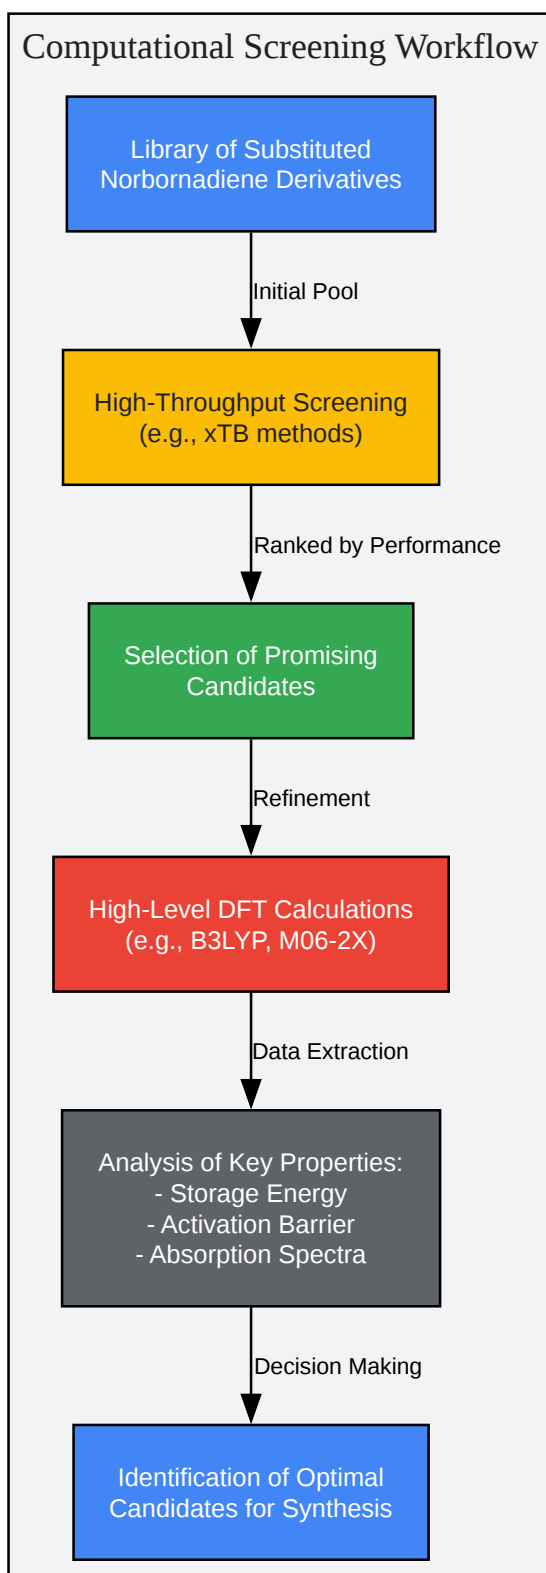 Computational Screening Workflow
Library of Substituted
Norbornadiene Derivatives
Initial Pool
High-Throughput Screening
(e.g., xTB methods)
Ranked by Performance
Selection of Promising
Candidates
Refinement
High-Level DFT Calculations
(e.g., B3LYP, M06-2X)
Data Extraction
Analysis of Key Properties:
- Storage Energy
- Activation Barrier
- Absorption Spectra
Decision Making
Identification of Optimal
Candidates for Synthesis